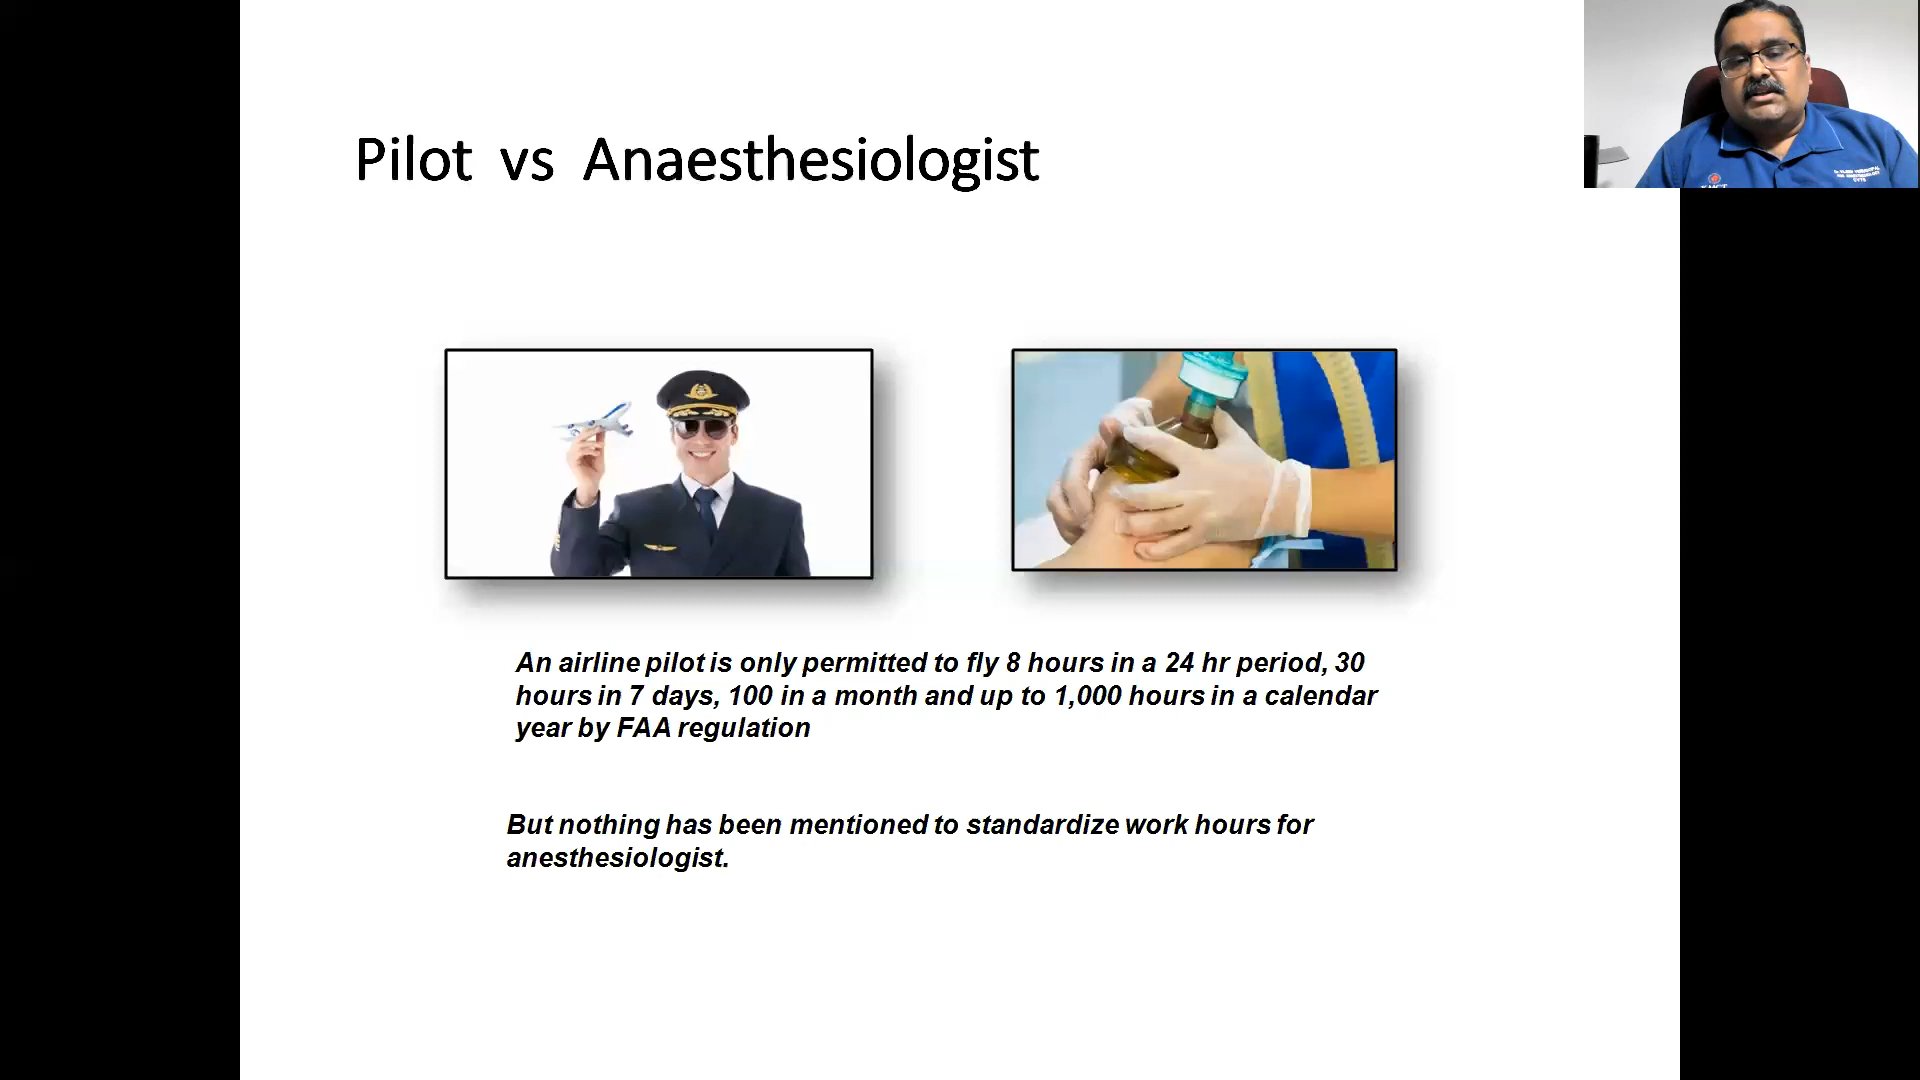 Pilot vs Anaesthesiologist
An airline pilot is only permitted to fly 8 hours in a 24 hr period, 30
hours in 7 days, 100 in a month and up to 1,000 hours in a calendar
year by FAA regulation
But nothing has been mentioned to standardize work hours for
anesthesiologist.